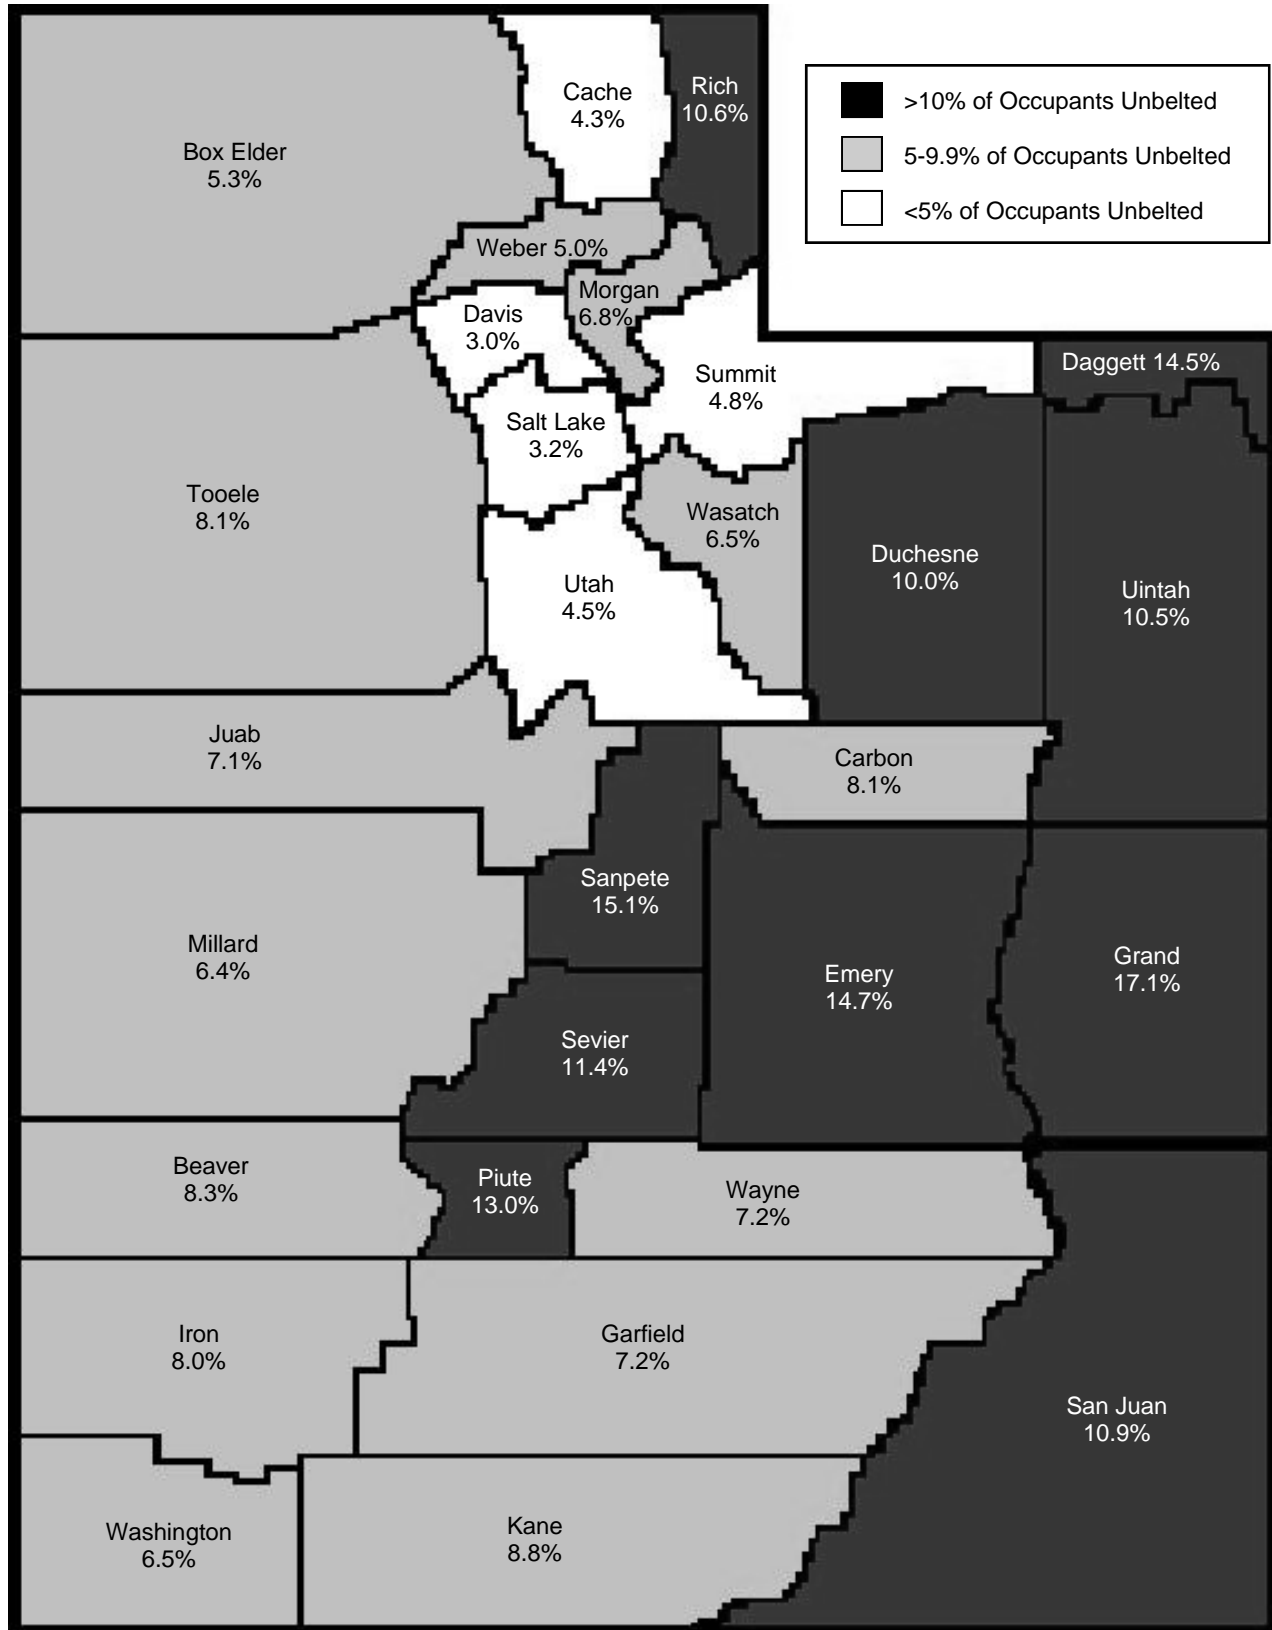 Cache
4.3%
Rich
10.6%
>10% of Occupants Unbelted
5-9.9% of Occupants Unbelted
<5% of Occupants Unbelted
Box Elder
5.3%
Weber 5.0%
Morgan
6.8%
Davis
3.0%
Summit
4.8%
Daggett 14.5%
Salt Lake
3.2%
Tooele
8.1%
Wasatch
6.5%
Duchesne
10.0%
Uintah
10.5%
Utah
4.5%
Juab
7.1%
Carbon
8.1%
Sanpete
15.1%
Millard
6.4%
Emery
14.7%
Grand
17.1%
Sevier
11.4%
Beaver
8.3%
Piute
13.0%
Wayne
7.2%
Iron
8.0%
Garfield
7.2%
San Juan
10.9%
Washington
6.5%
Kane
8.8%